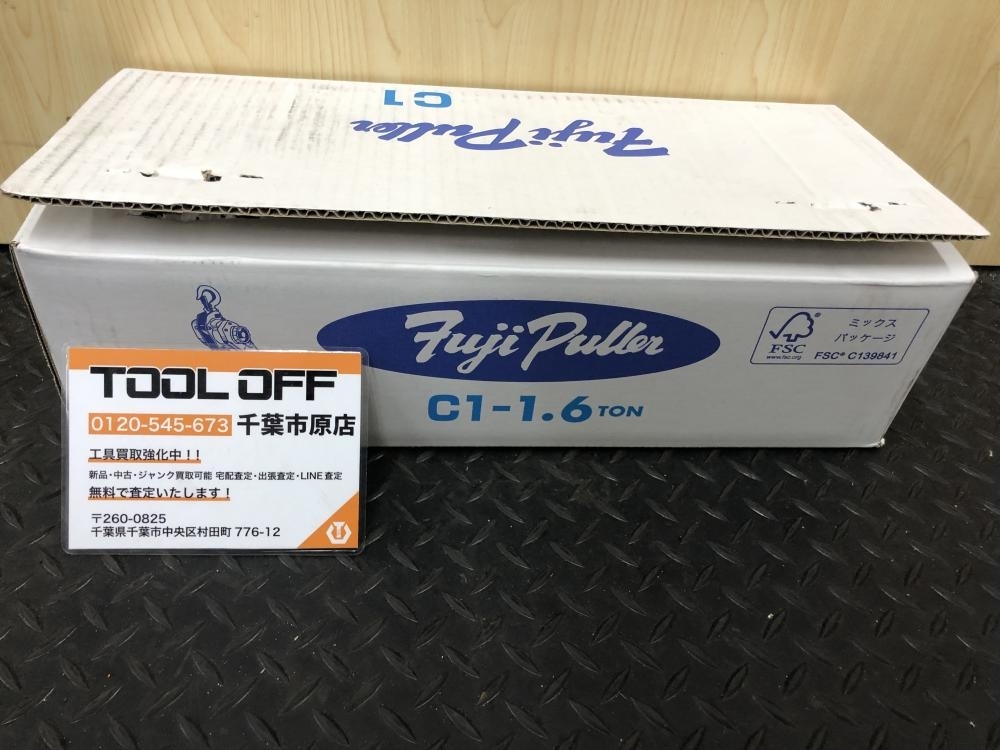 C1
Fuji Puller
Fuji Puller
C1-1.6 TON
FSC
www.fsc.org
ミックス
パッケージ
FSC® C139841
TOOL OFF
0120-545-673 千葉市原店
工具買取強化中!!
新品・中古・ジャンク買取可能 宅配査定・出張査定・LINE査定
無料で査定いたします!
〒260-0825
千葉県千葉市中央区村田町 776-12